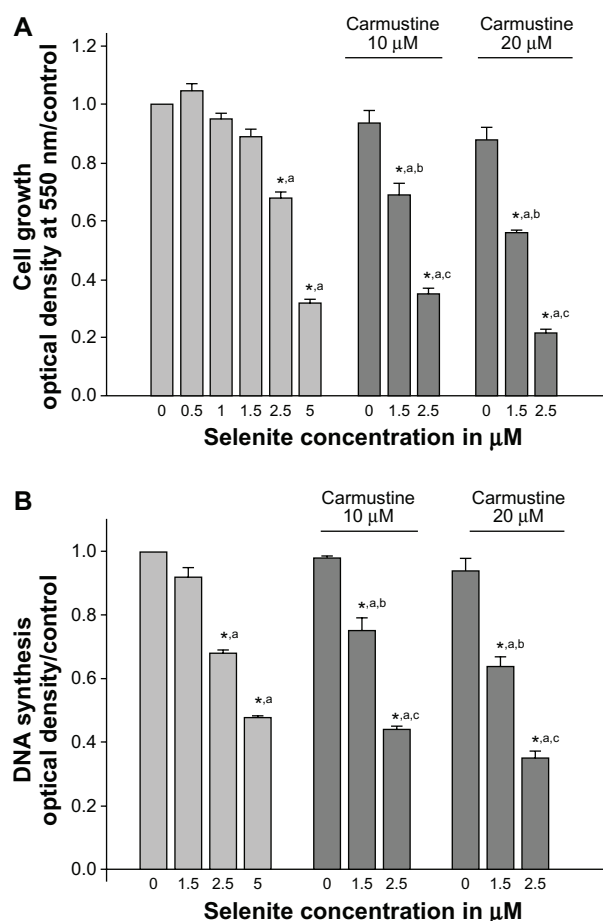 A
Carmustine
10 μM
Carmustine
20 μM
Cell growth
optical density at 550 nm/control
1.2
1.0
0.8
0.6
0.4
0.2
0.0
*,a
*,a
*,a,b
*,a,c
*,a,b
*,a,c
0 0.5 1 1.5 2.5 5 0 1.5 2.5 0 1.5 2.5
Selenite concentration in μM
B
Carmustine
10 μM
Carmustine
20 μM
DNA synthesis
optical density/control
1.0
0.8
0.6
0.4
0.2
0.0
*,a
*,a
*,a,b
*,a,c
*,a,b
*,a,c
0 1.5 2.5 5 0 1.5 2.5 0 1.5 2.5
Selenite concentration in μM